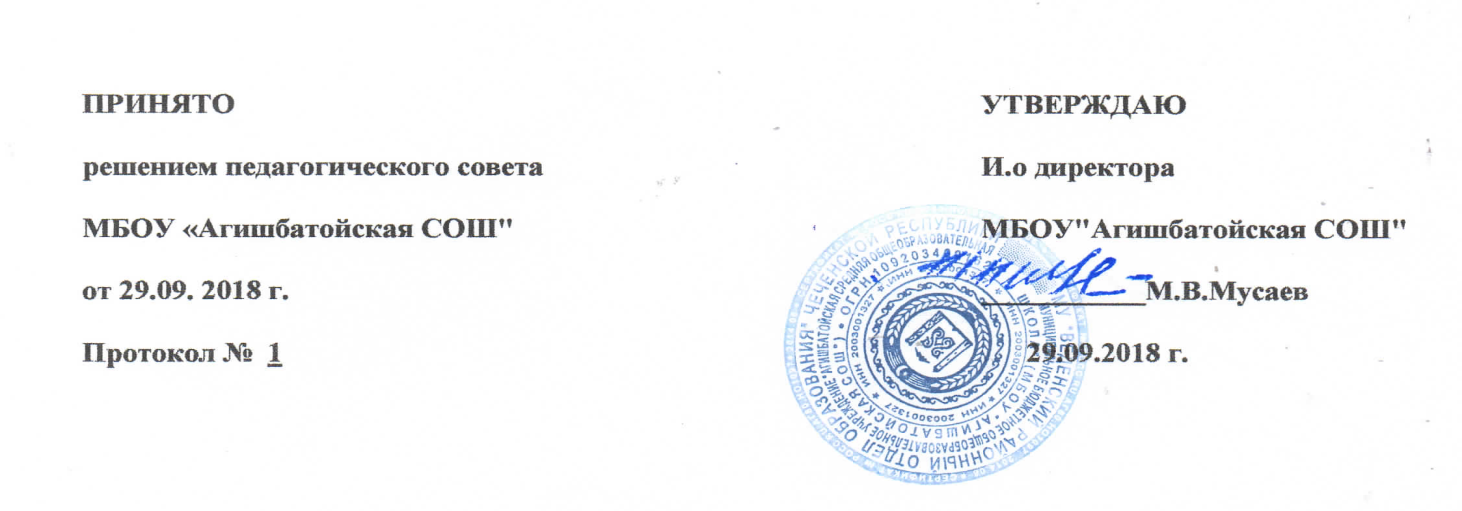 ПРИНЯТО
решением педагогического совета
МБОУ «Агишбатойская СОШ"
от 29.09. 2018 г.
Протокол № 1
УТВЕРЖДАЮ
И.о директора
МБОУ"Агишбатойская СОШ"
М.В.Мусаев
29.09.2018 г.